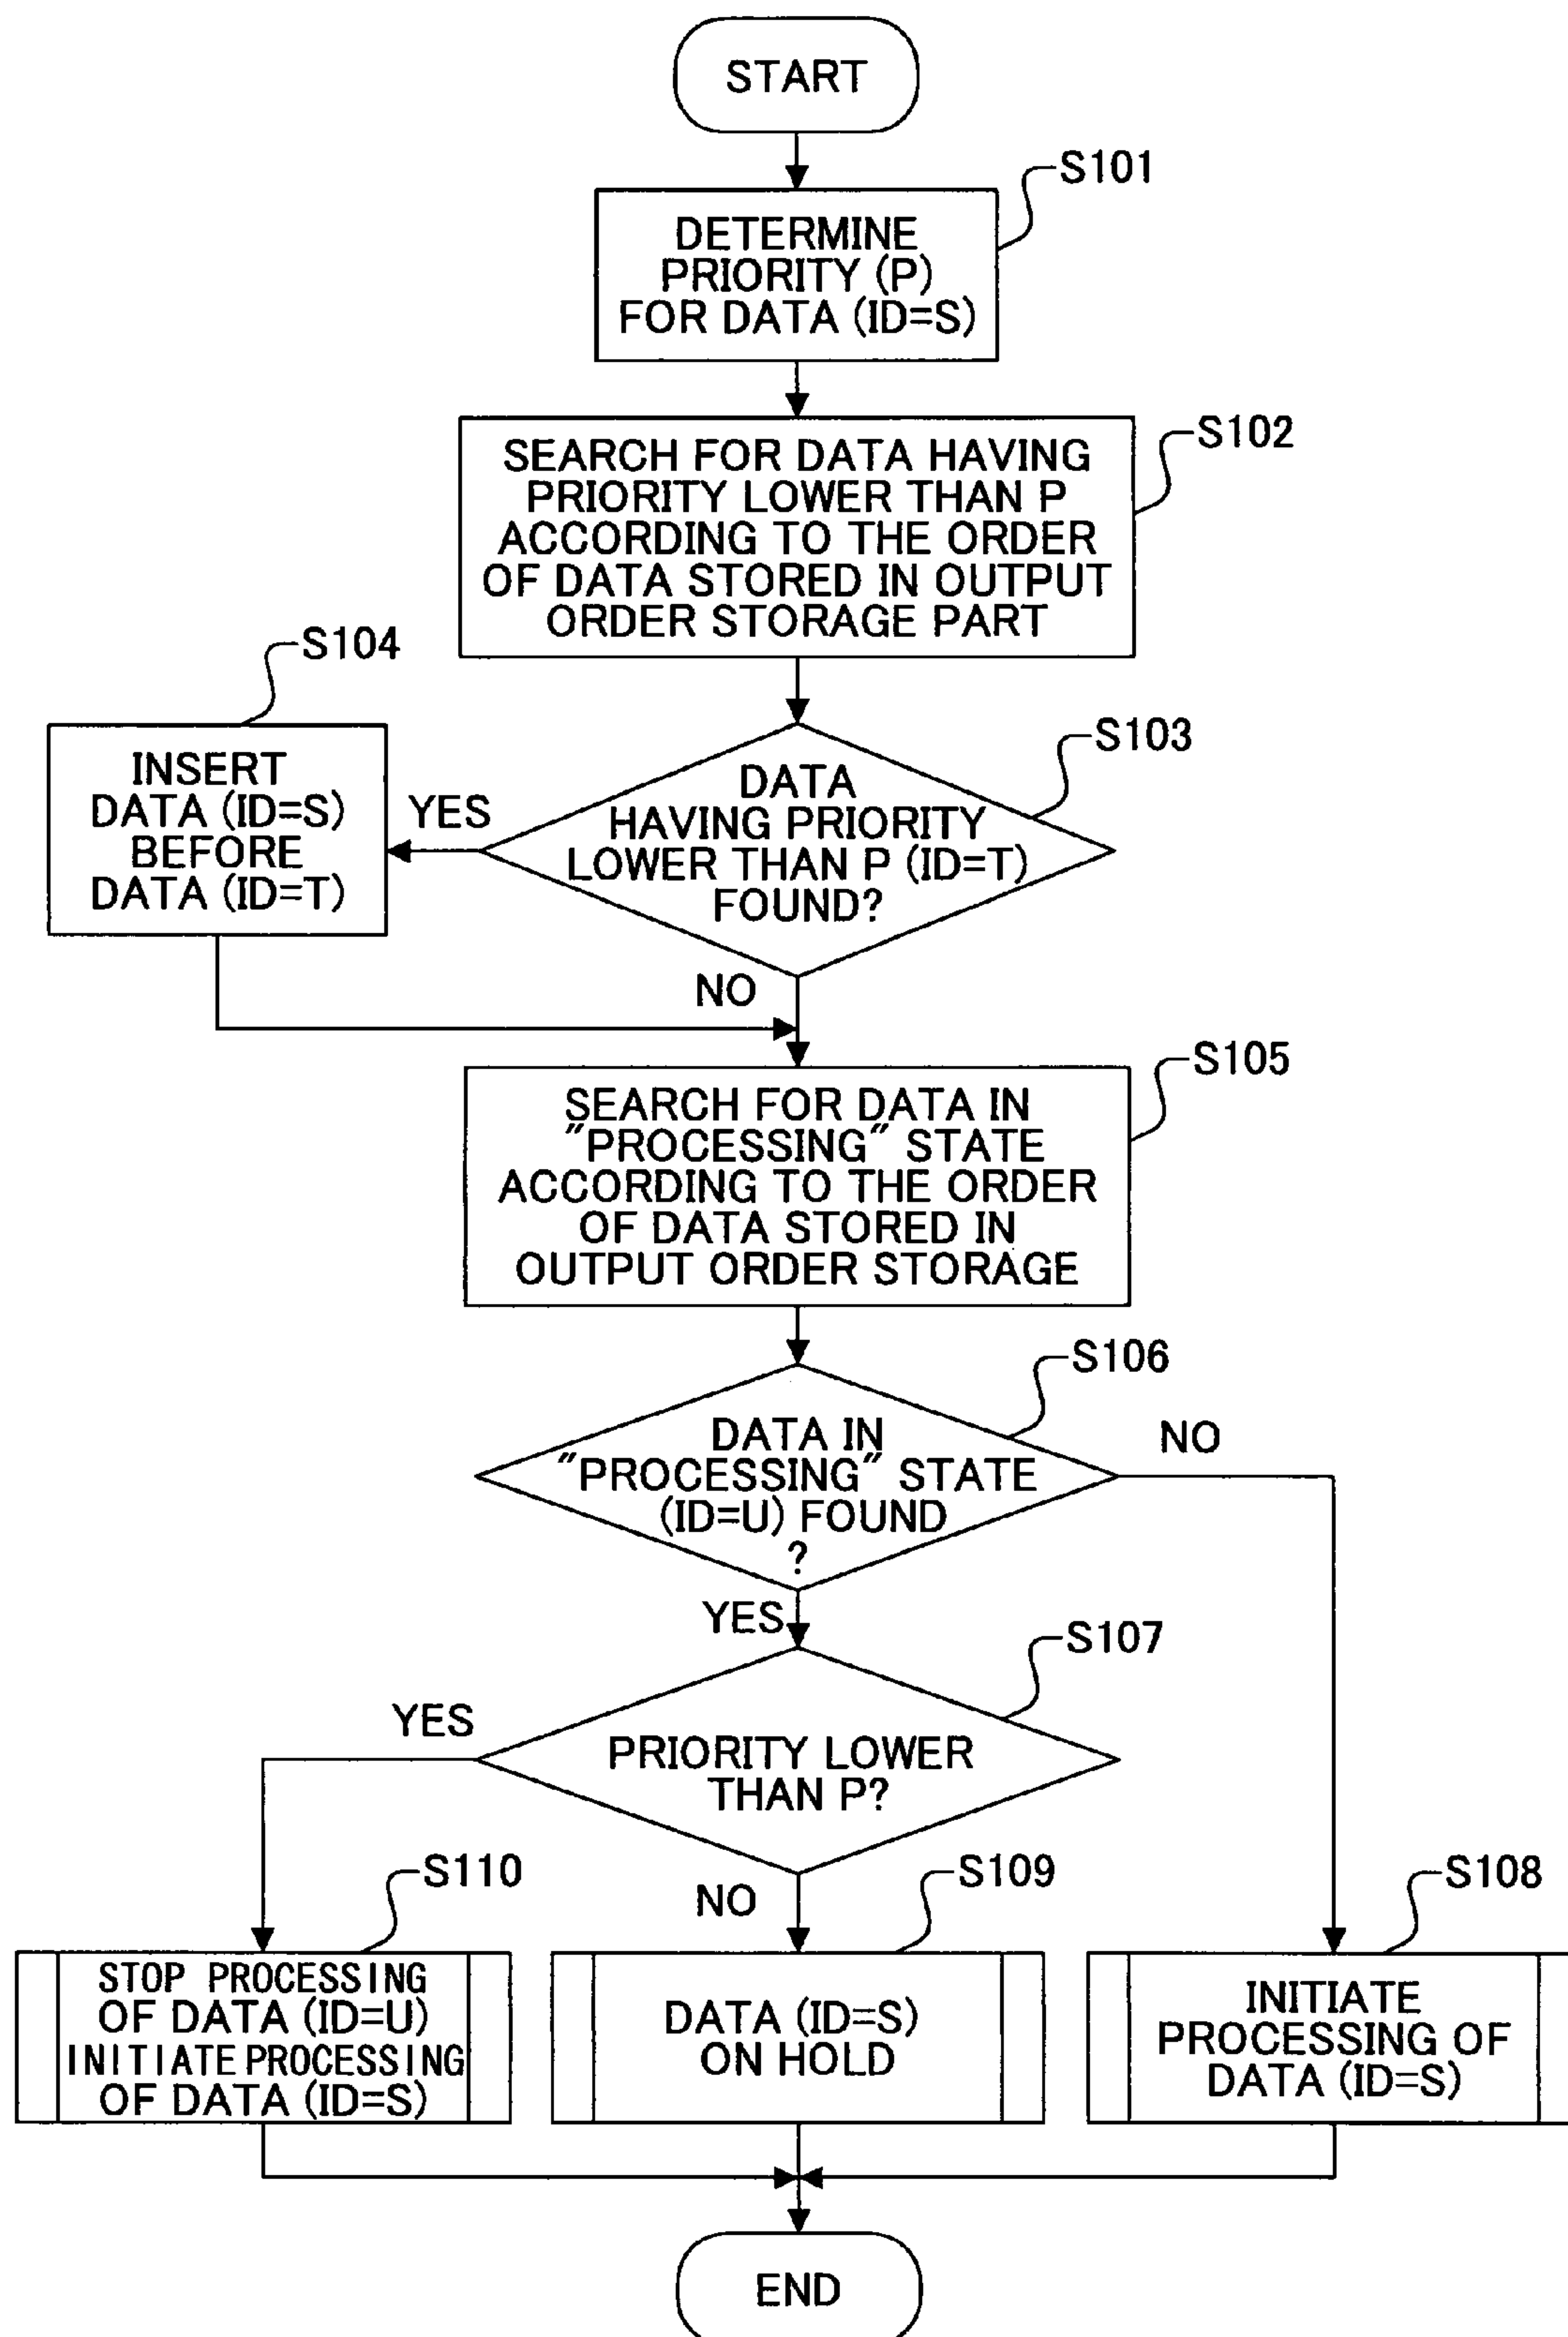 START
S101
DETERMINE
PRIORITY (P)
FOR DATA (ID=S)
S102
SEARCH FOR DATA HAVING
PRIORITY LOWER THAN P
ACCORDING TO THE ORDER
OF DATA STORED IN OUTPUT
ORDER STORAGE PART
S104
INSERT
DATA (ID=S)
BEFORE
DATA (ID=T)
YES
S103
DATA
HAVING PRIORITY
LOWER THAN P (ID=T)
FOUND?
NO
S105
SEARCH FOR DATA IN
"PROCESSING" STATE
ACCORDING TO THE ORDER
OF DATA STORED IN
OUTPUT ORDER STORAGE
S106
DATA IN
"PROCESSING" STATE
(ID=U) FOUND
?
NO
YES
S107
PRIORITY LOWER
THAN P?
YES
NO
S110
STOP PROCESSING
OF DATA (ID=U)
INITIATE PROCESSING
OF DATA (ID=S)
S109
DATA (ID=S)
ON HOLD
S108
INITIATE
PROCESSING OF
DATA (ID=S)
END